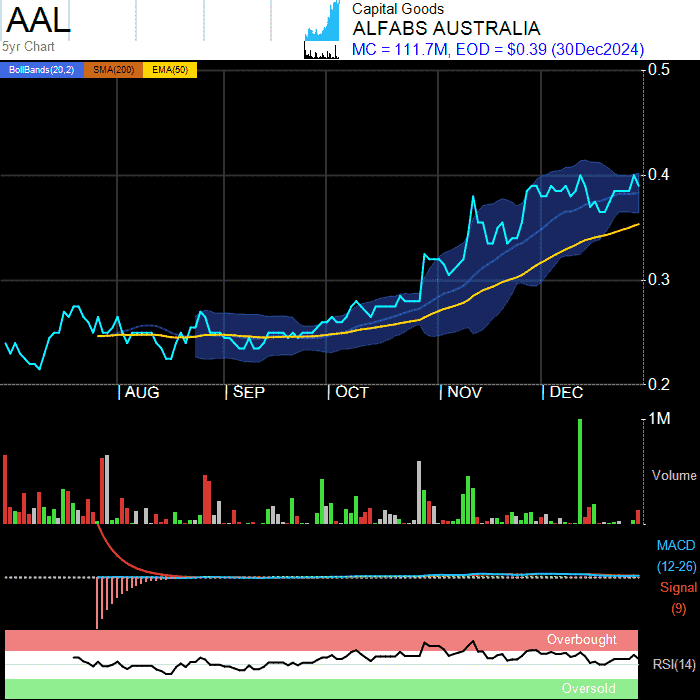 AAL
5yr Chart
Capital Goods
ALFABS AUSTRALIA
MC = 111.7M, EOD = $0.39 (30Dec2024)
BollBands(20,2) SMA(200) EMA(50)
0.5
0.4
0.3
0.2
AUG SEP OCT NOV DEC
1M
Volume
MACD
(12-26)
Signal
(9)
Overbought
RSI(14)
Oversold